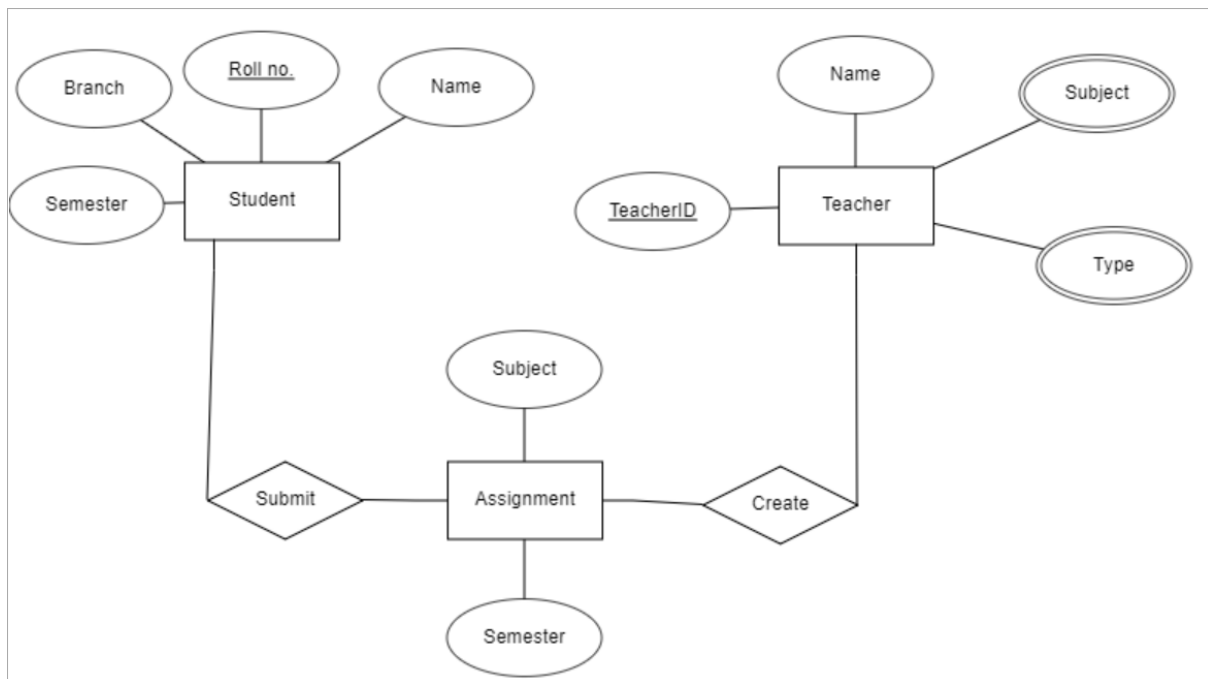 Roll no.
Branch
Name
Name
Subject
Semester
Student
TeacherID
Teacher
Type
Subject
Submit
Assignment
Create
Semester